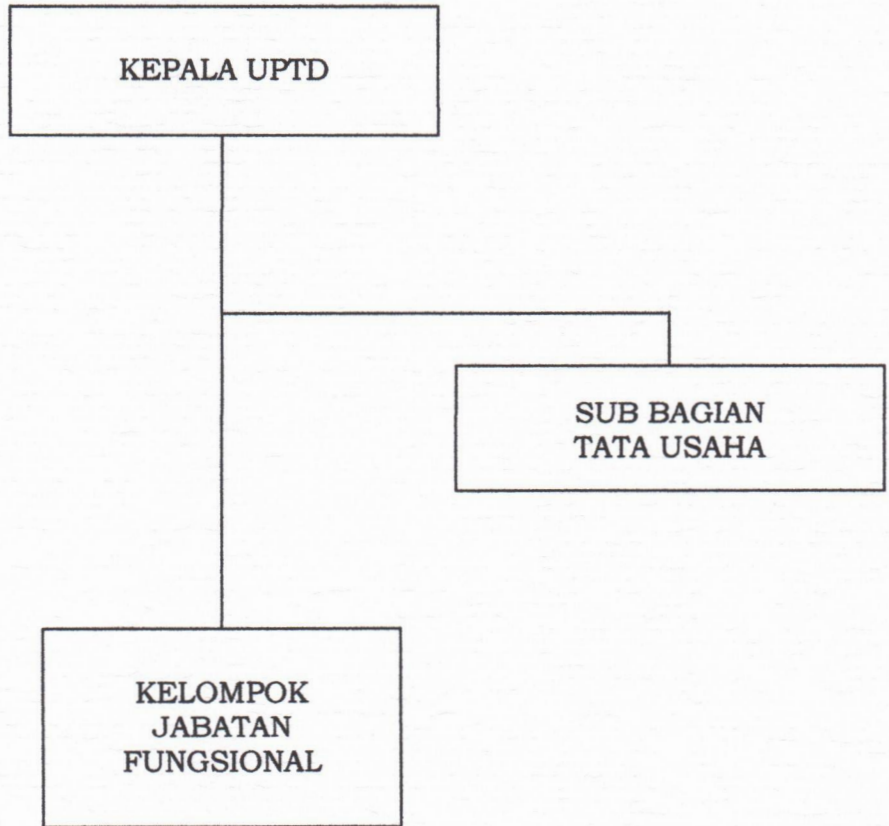 KEPALA UPTD
SUB BAGIAN
TATA USAHA
KELOMPOK
JABATAN
FUNGSIONAL